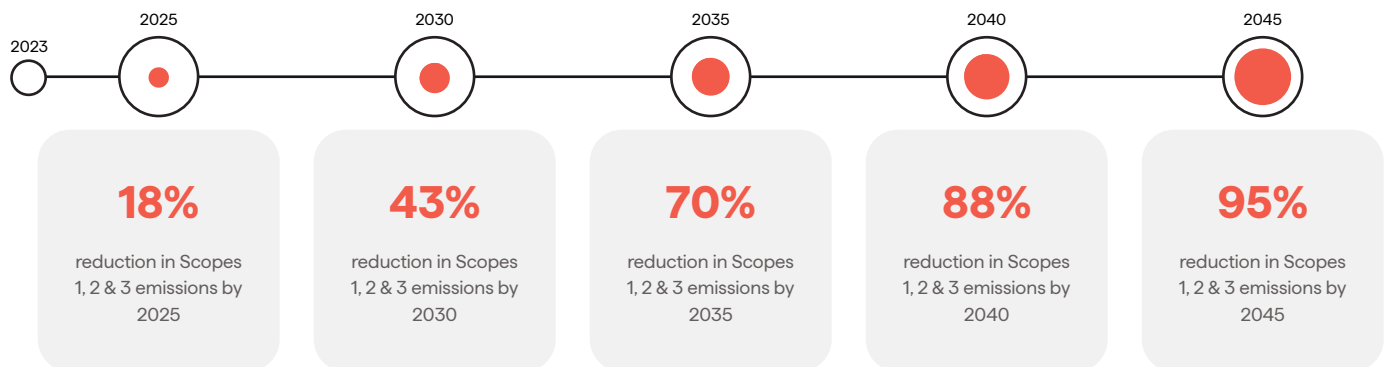 2023
2025
2030
2035
2040
2045
18%
reduction in Scopes
1, 2 & 3 emissions by
2025
43%
reduction in Scopes
1, 2 & 3 emissions by
2030
70%
reduction in Scopes
1, 2 & 3 emissions by
2035
88%
reduction in Scopes
1, 2 & 3 emissions by
2040
95%
reduction in Scopes
1, 2 & 3 emissions by
2045